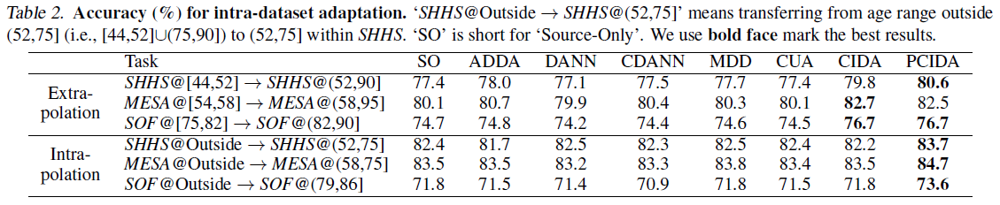 Table 2. Accuracy (%) for intra-dataset adaptation. ‘SHHS@Outside → SHHS@(52,75]’ means transferring from age range outside
(52,75] (i.e., [44,52]∪(75,90]) to (52,75] within SHHS. ‘SO’ is short for ‘Source-Only’. We use bold face mark the best results.
Task SO ADDA DANN CDANN MDD CUA CIDA PCIDA
Extra-
polation
SHHS@[44,52] → SHHS@(52,90] 77.4 78.0 77.1 77.5 77.7 77.4 79.8 80.6
MESA@[54,58] → MESA@(58,95] 80.1 80.7 79.9 80.4 80.3 80.1 82.7 82.5
SOF@[75,82] → SOF@(82,90] 74.7 74.8 74.2 74.4 74.6 74.5 76.7 76.7
Intra-
polation
SHHS@Outside → SHHS@(52,75] 82.4 81.7 82.5 82.3 82.5 82.4 82.2 83.7
MESA@Outside → MESA@(58,75] 83.5 83.5 83.2 83.3 83.8 83.4 83.5 84.7
SOF@Outside → SOF@(79,86] 71.8 71.5 71.4 70.9 71.8 71.5 71.8 73.6